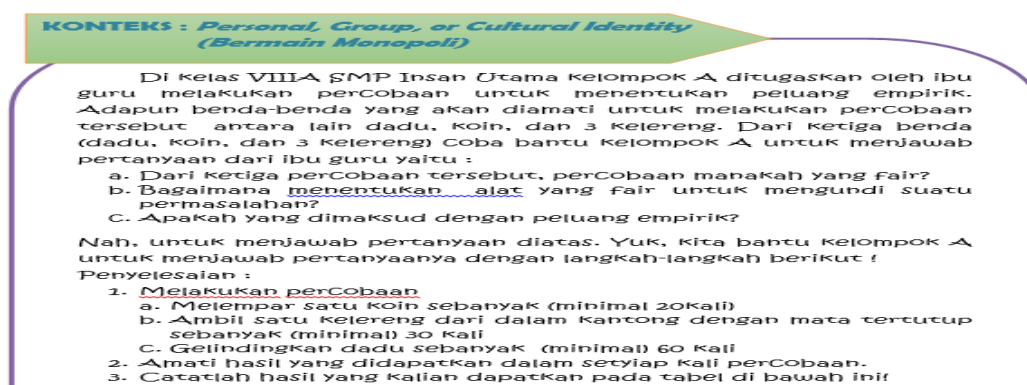 KONTEKS : Personal, Group, or Cultural Identity
(Bermain Monopoli)
Di kelas VIIIA SMP Insan Utama kelompok A ditugaskan oleh ibu
guru melakukan percobaan untuk menentukan peluang empirik.
Adapun benda-benda yang akan diamati untuk melakukan percobaan
tersebut antara lain dadu, koin, dan 3 kelereng. Dari ketiga benda
(dadu, koin, dan 3 kelereng) coba bantu kelompok A untuk menjawab
pertanyaan dari ibu guru yaitu :
a. Dari ketiga percobaan tersebut, percobaan manakah yang fair?
b. Bagaimana menentukan alat yang fair untuk mengundi suatu
permasalahan?
c. Apakah yang dimaksud dengan peluang empirik?
Nah, untuk menjawab pertanyaan diatas. Yuk, kita bantu kelompok A
untuk menjawab pertanyaanya dengan langkah-langkah berikut !
Penyelesaian :
1. Melakukan percobaan
a. Melempar satu koin sebanyak (minimal 20kali)
b. Ambil satu kelereng dari dalam kantong dengan mata tertutup
sebanyak (minimal) 30 kali
c. Gelindingkan dadu sebanyak (minimal) 60 kali
2. Amati hasil yang didapatkan dalam setyiap kali percobaan.
3. Catatlah hasil yang kalian dapatkan pada tabel di bawah ini!